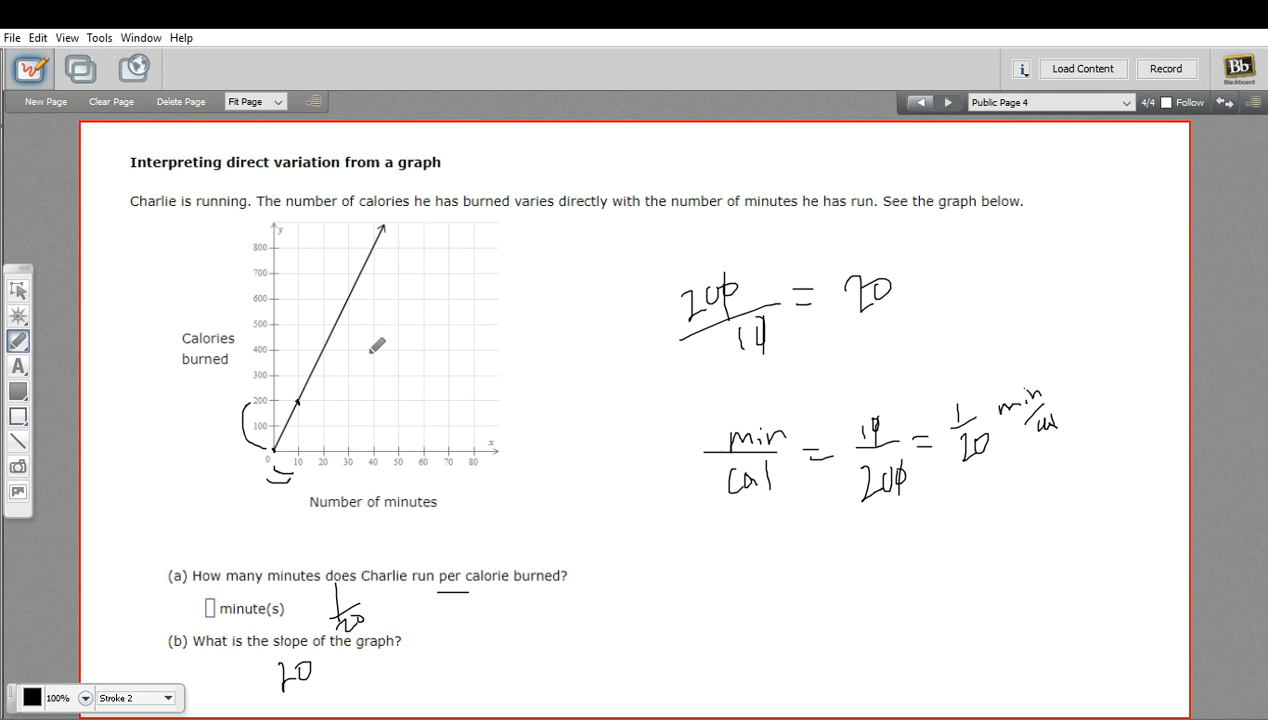 File Edit View Tools Window Help
i Load Content Record Bb Blackboard
New Page Clear Page Delete Page Fit Page Public Page 4 4/4 Follow
Interpreting direct variation from a graph
Charlie is running. The number of calories he has burned varies directly with the number of minutes he has run. See the graph below.
y
800
700
600
500
400
300
200
100
0 10 20 30 40 50 60 70 80
x
Calories
burned
Number of minutes
200/10 = 20
min/cal = 10/200 = 1/20 min/cal
(a) How many minutes does Charlie run per calorie burned?
minute(s) 1/20
(b) What is the slope of the graph?
20
A
100% Stroke 2